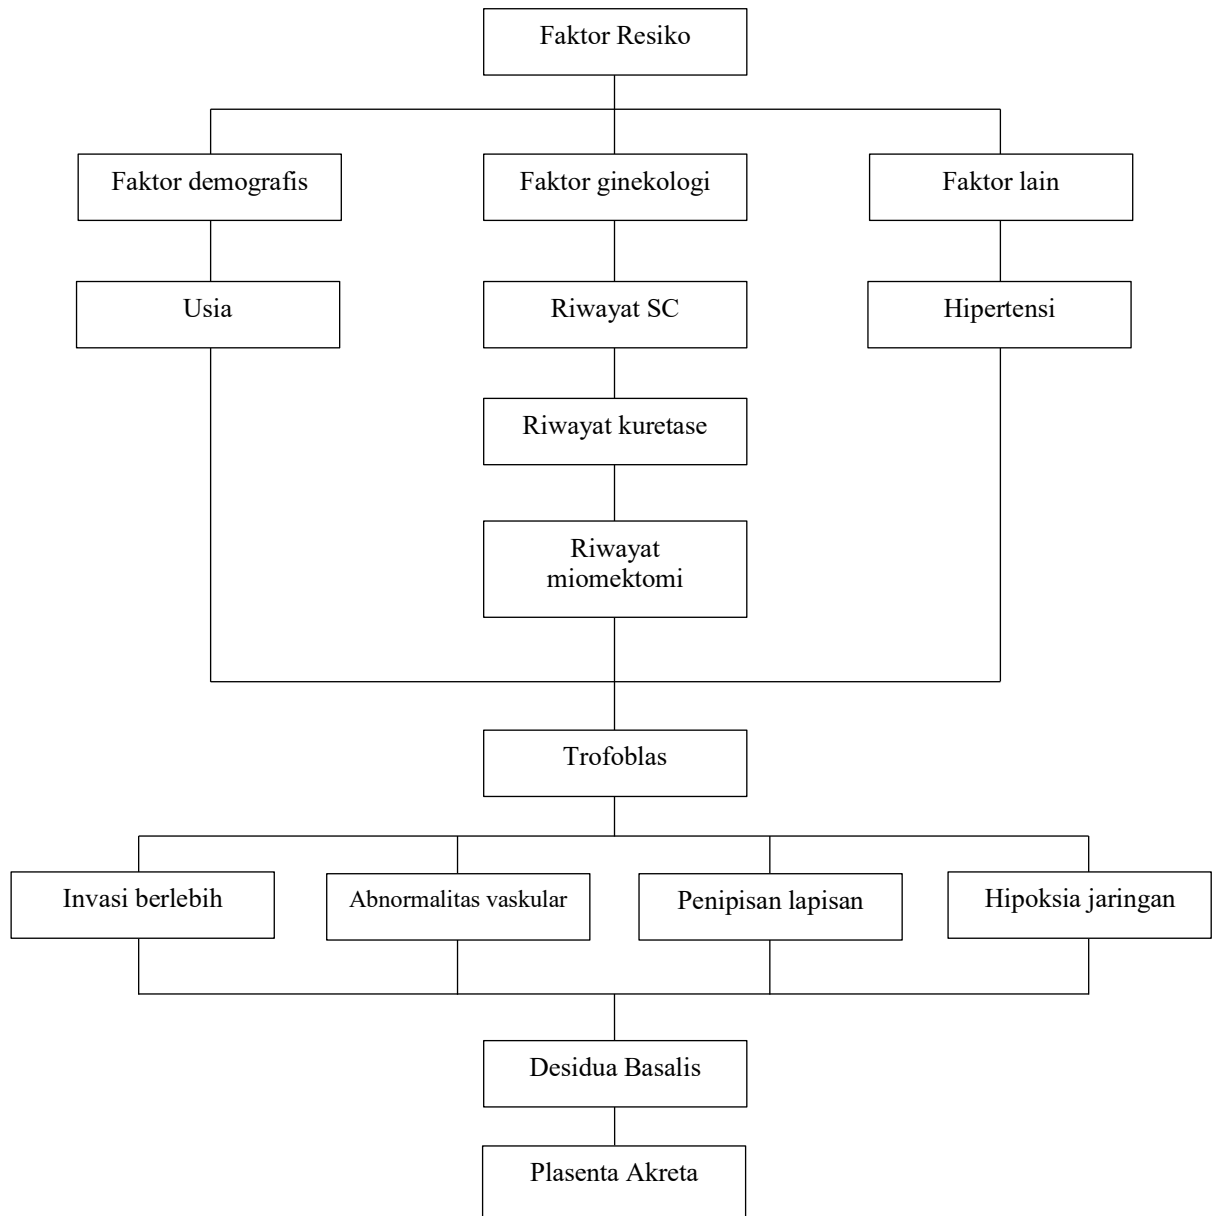 Faktor Resiko
Faktor demografis
Faktor ginekologi
Faktor lain
Usia
Riwayat SC
Hipertensi
Riwayat kuretase
Riwayat
miomektomi
Trofoblas
Invasi berlebih
Abnormalitas vaskular
Penipisan lapisan
Hipoksia jaringan
Desidua Basalis
Plasenta Akreta